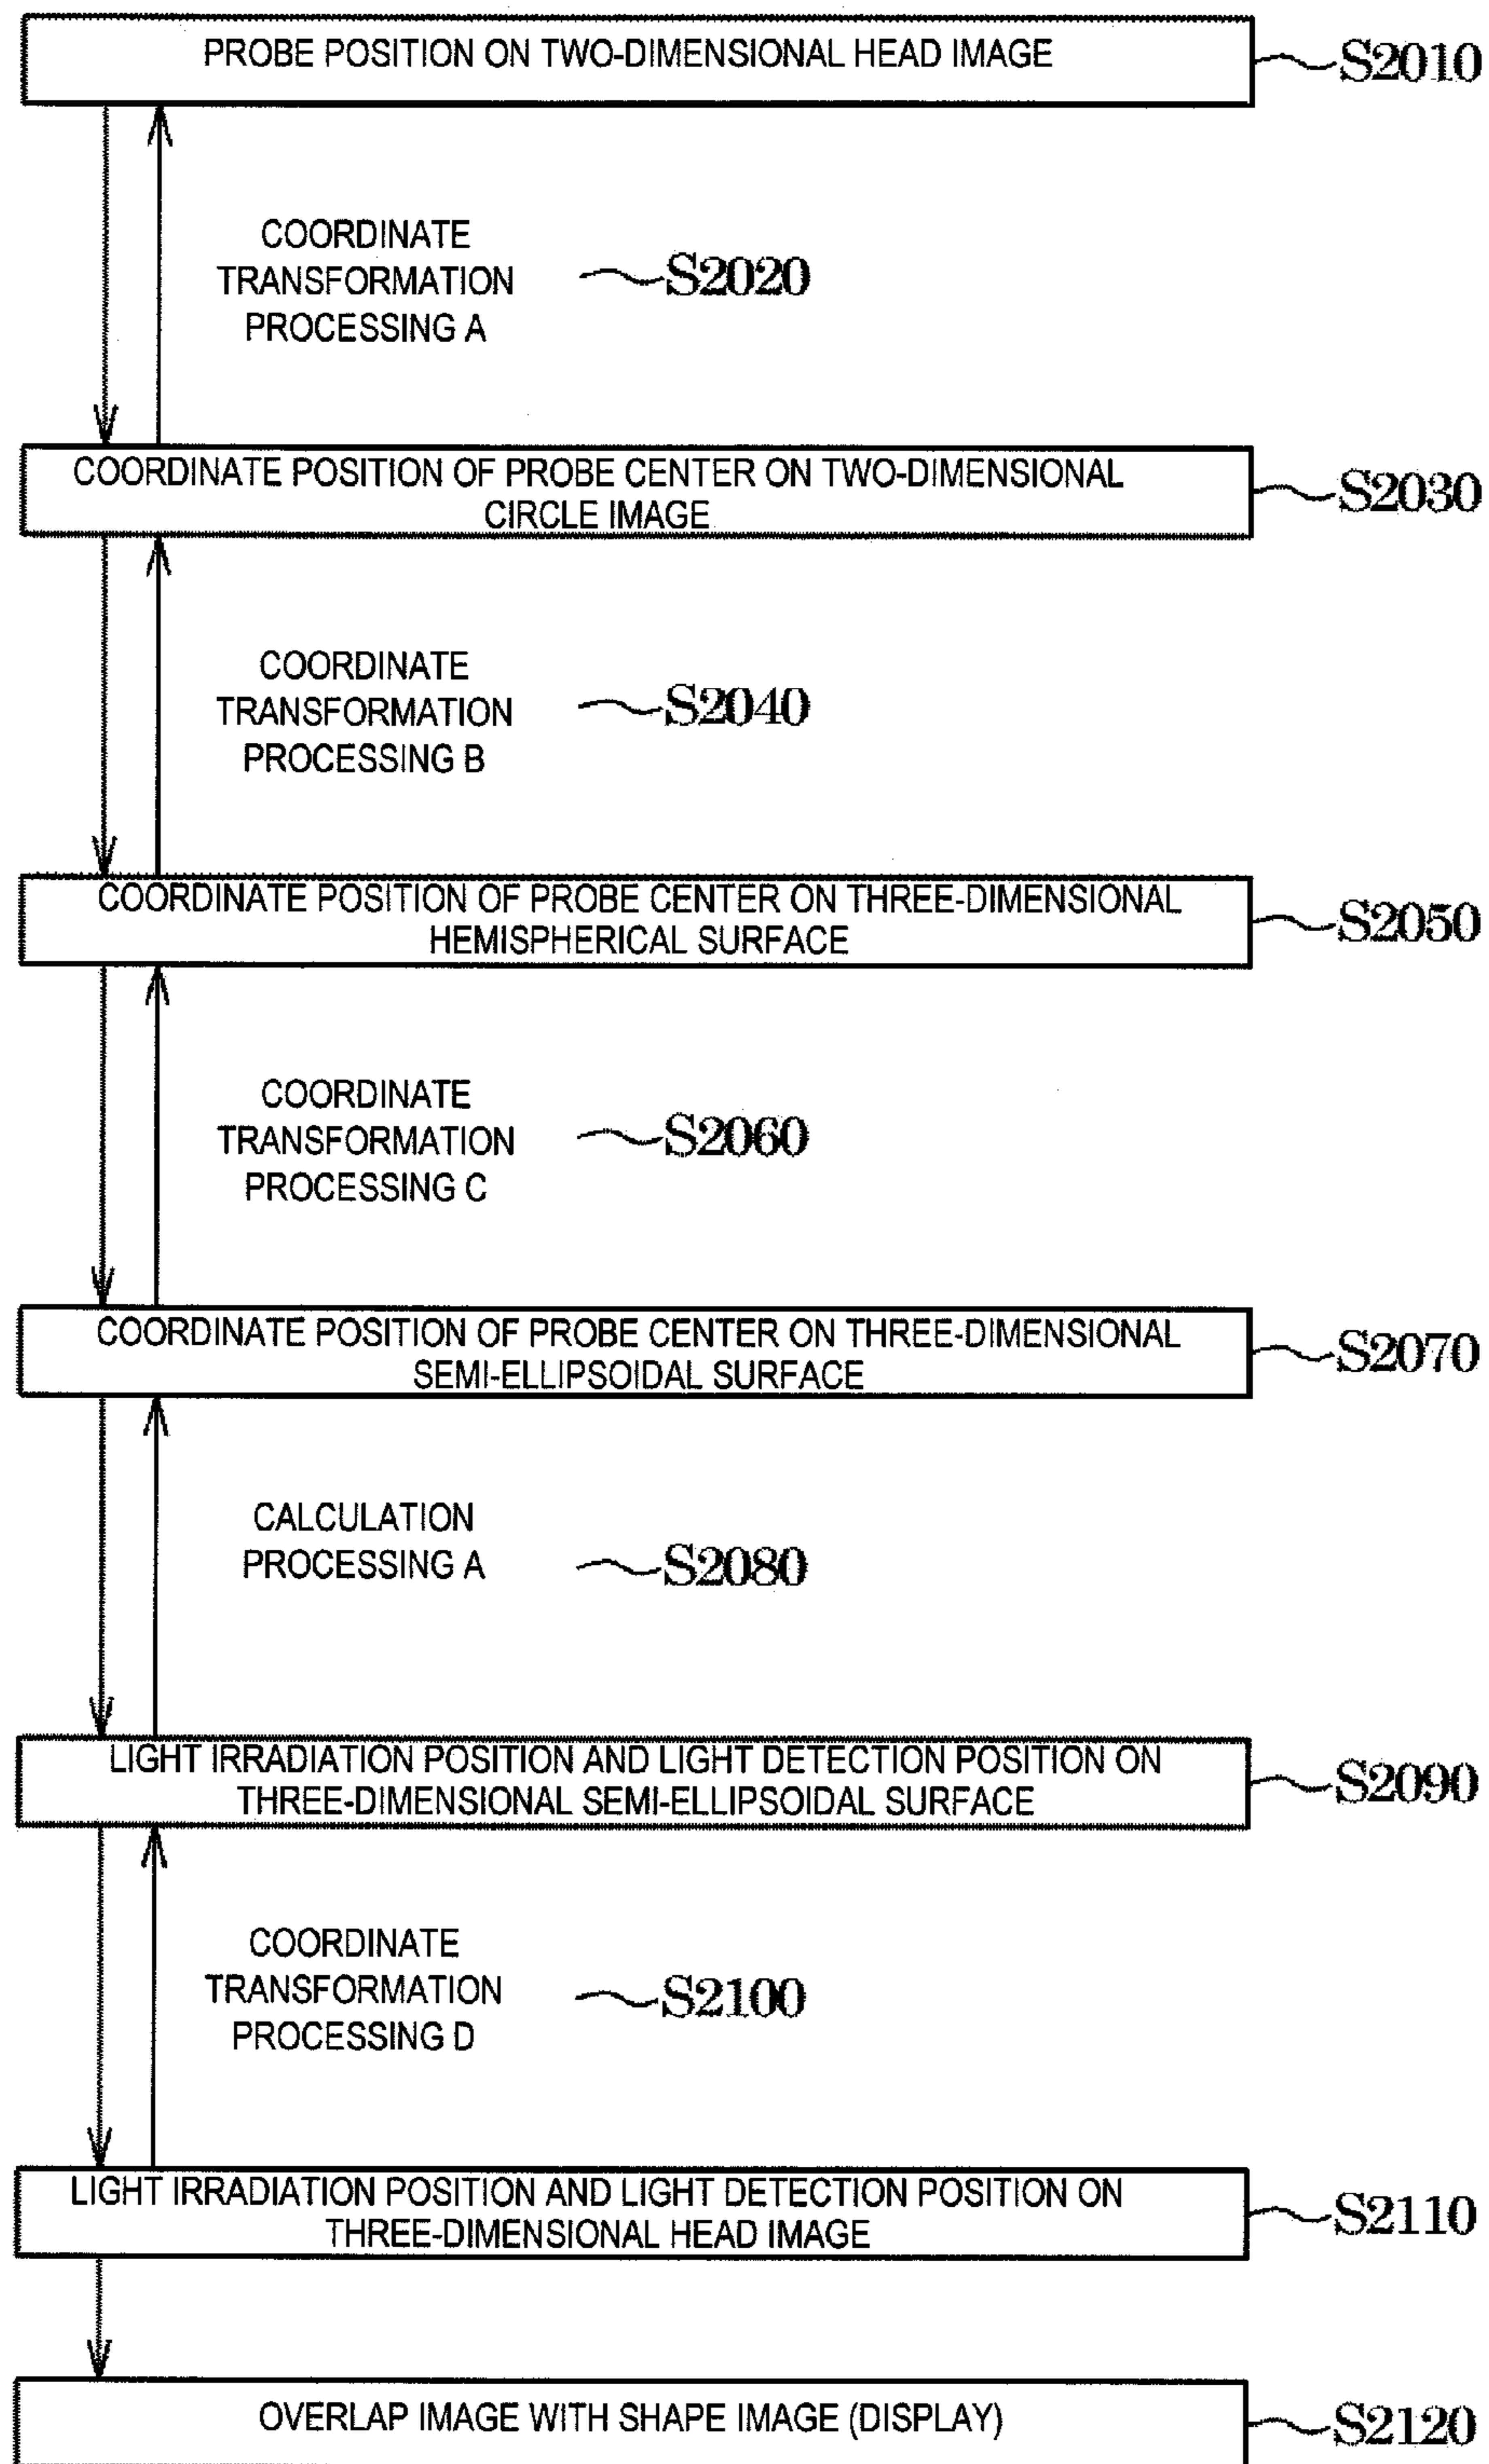 PROBE POSITION ON TWO-DIMENSIONAL HEAD IMAGE
S2010
COORDINATE
TRANSFORMATION
PROCESSING A
S2020
COORDINATE POSITION OF PROBE CENTER ON TWO-DIMENSIONAL
CIRCLE IMAGE
S2030
COORDINATE
TRANSFORMATION
PROCESSING B
S2040
COORDINATE POSITION OF PROBE CENTER ON THREE-DIMENSIONAL
HEMISPHERICAL SURFACE
S2050
COORDINATE
TRANSFORMATION
PROCESSING C
S2060
COORDINATE POSITION OF PROBE CENTER ON THREE-DIMENSIONAL
SEMI-ELLIPSOIDAL SURFACE
S2070
CALCULATION
PROCESSING A
S2080
LIGHT IRRADIATION POSITION AND LIGHT DETECTION POSITION ON
THREE-DIMENSIONAL SEMI-ELLIPSOIDAL SURFACE
S2090
COORDINATE
TRANSFORMATION
PROCESSING D
S2100
LIGHT IRRADIATION POSITION AND LIGHT DETECTION POSITION ON
THREE-DIMENSIONAL HEAD IMAGE
S2110
OVERLAP IMAGE WITH SHAPE IMAGE (DISPLAY)
S2120